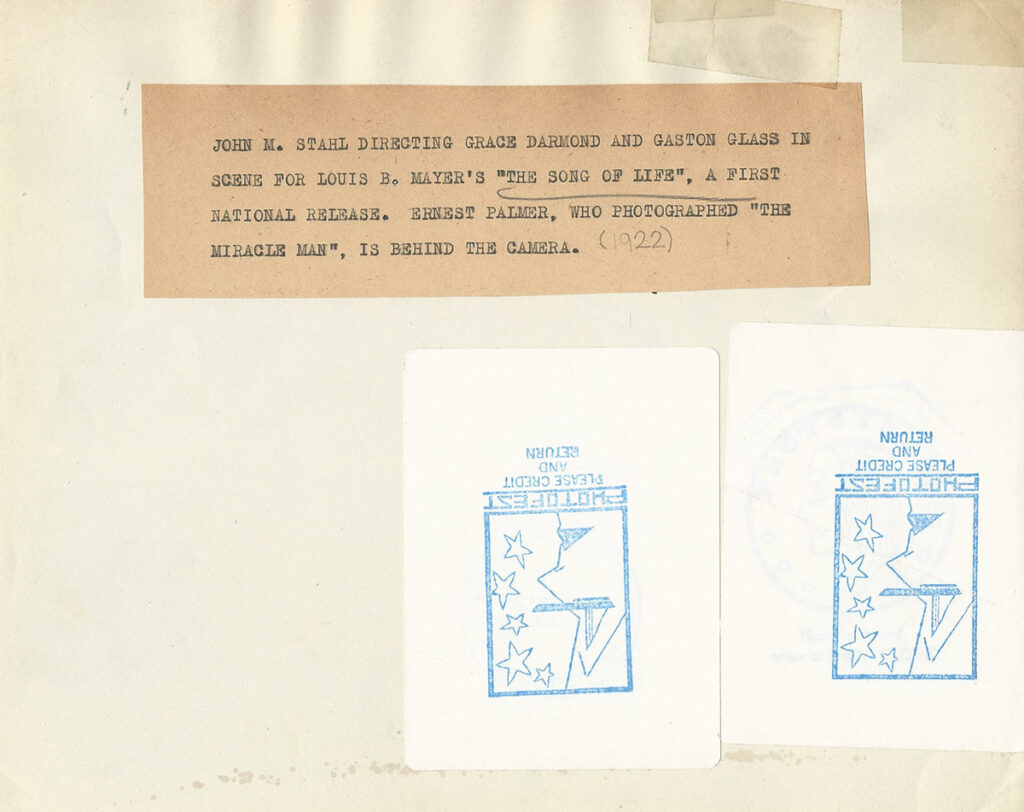 JOHN M. STAHL DIRECTING GRACE DARMOND AND GASTON GLASS IN
SCENE FOR LOUIS B. MAYER'S "THE SONG OF LIFE", A FIRST
NATIONAL RELEASE. ERNEST PALMER, WHO PHOTOGRAPHED "THE
MIRACLE MAN", IS BEHIND THE CAMERA. (1922)
PHOTOFEST
PLEASE CREDIT
AND
RETURN
PHOTOFEST
PLEASE CREDIT
AND
RETURN